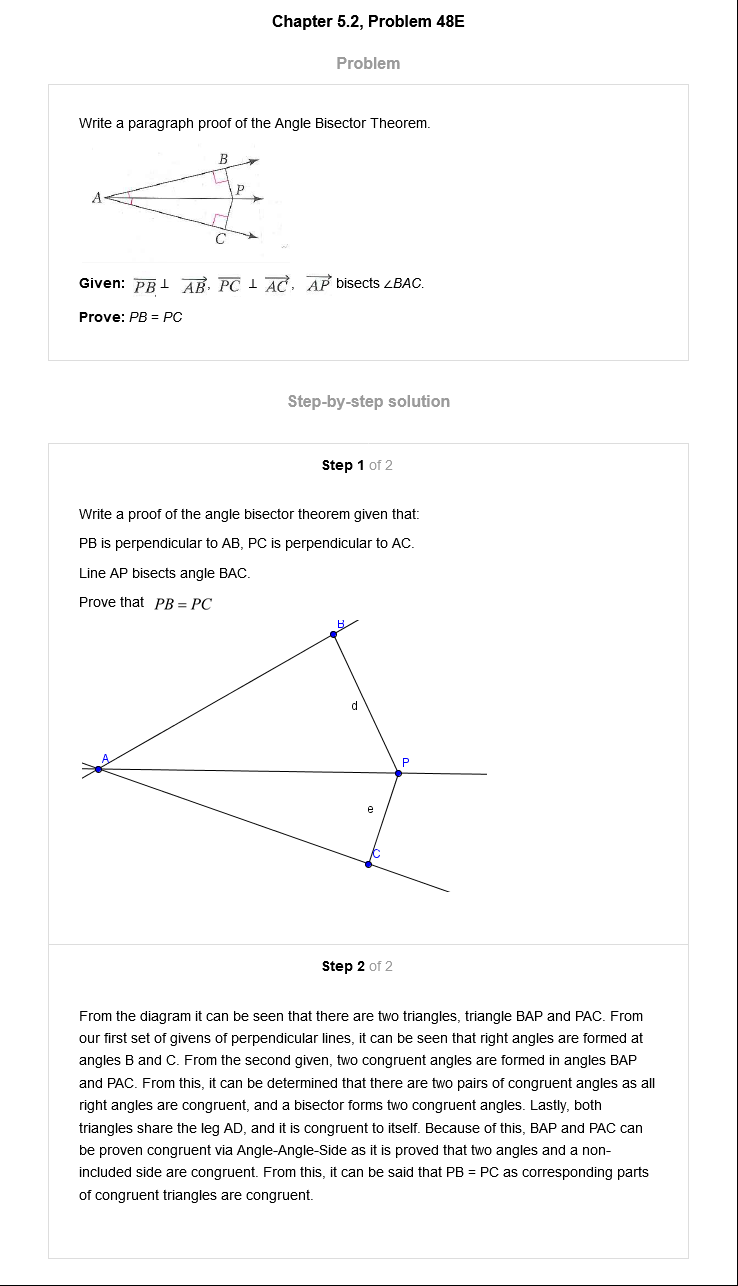 Chapter 5.2, Problem 48E
Problem
Write a paragraph proof of the Angle Bisector Theorem.
B
A
P
C
Given: PB ⊥ AB, PC ⊥ AC, AP bisects ∠BAC.
Prove: PB = PC
Step-by-step solution
Step 1 of 2
Write a proof of the angle bisector theorem given that:
PB is perpendicular to AB, PC is perpendicular to AC.
Line AP bisects angle BAC.
Prove that PB = PC
B
d
A
P
e
C
Step 2 of 2
From the diagram it can be seen that there are two triangles, triangle BAP and PAC. From
our first set of givens of perpendicular lines, it can be seen that right angles are formed at
angles B and C. From the second given, two congruent angles are formed in angles BAP
and PAC. From this, it can be determined that there are two pairs of congruent angles as all
right angles are congruent, and a bisector forms two congruent angles. Lastly, both
triangles share the leg AD, and it is congruent to itself. Because of this, BAP and PAC can
be proven congruent via Angle-Angle-Side as it is proved that two angles and a non-
included side are congruent. From this, it can be said that PB = PC as corresponding parts
of congruent triangles are congruent.